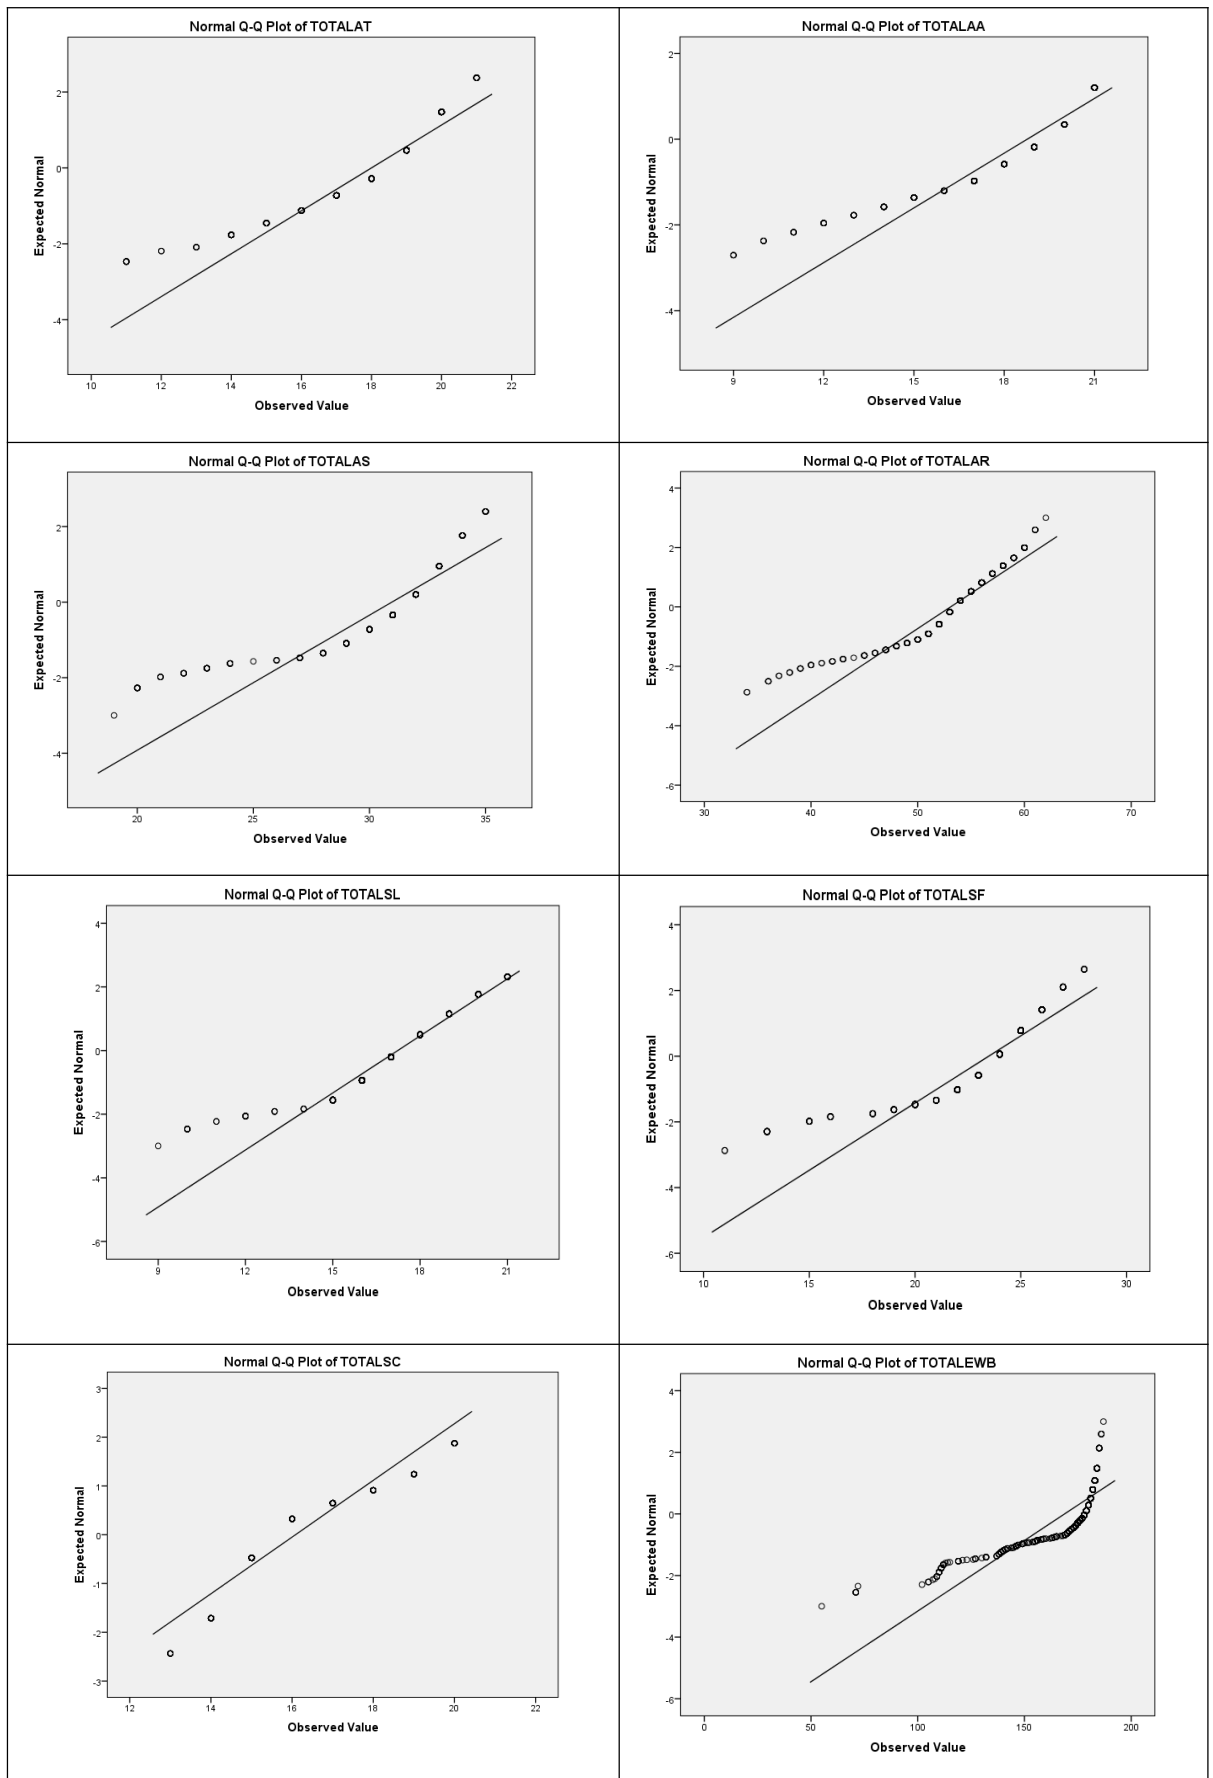 Normal Q-Q Plot of TOTALAT
Expected Normal
2
0
-2
-4
10 12 14 16 18 20 22
Observed Value
Normal Q-Q Plot of TOTALAA
Expected Normal
2
0
-2
-4
9 12 15 18 21
Observed Value
Normal Q-Q Plot of TOTALAS
Expected Normal
2
0
-2
-4
20 25 30 35
Observed Value
Normal Q-Q Plot of TOTALAR
Expected Normal
4
2
0
-2
-4
-6
30 40 50 60 70
Observed Value
Normal Q-Q Plot of TOTALSL
Expected Normal
4
2
0
-2
-4
-6
9 12 15 18 21
Observed Value
Normal Q-Q Plot of TOTALSF
Expected Normal
4
2
0
-2
-4
-6
10 15 20 25 30
Observed Value
Normal Q-Q Plot of TOTALSC
Expected Normal
3
2
1
0
-1
-2
-3
12 14 16 18 20 22
Observed Value
Normal Q-Q Plot of TOTALEWB
Expected Normal
4
2
0
-2
-4
-6
0 50 100 150 200
Observed Value